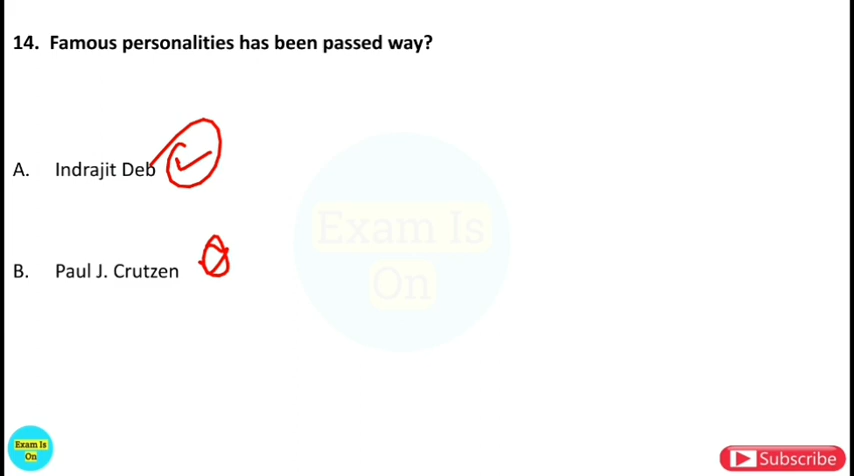 14. Famous personalities has been passed way?
A. Indrajit Deb
Exam Is
On
B. Paul J. Crutzen
Exam Is
On
Subscribe